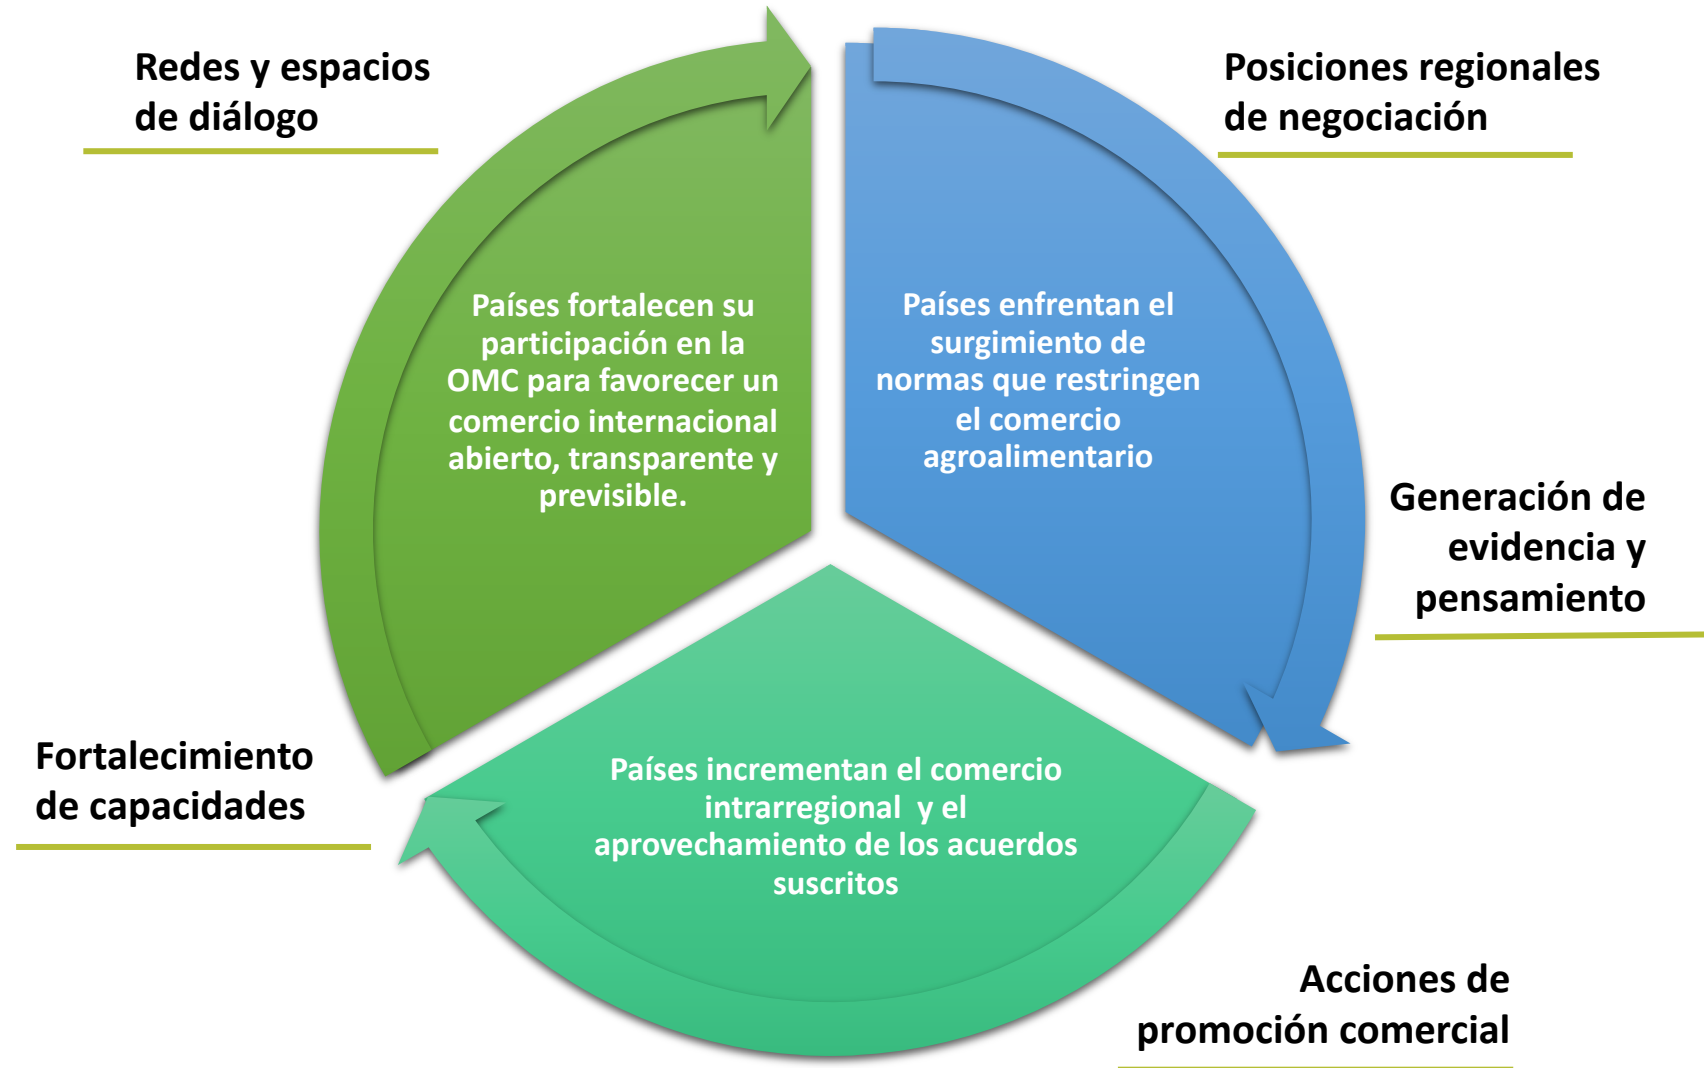 Redes y espacios
de diálogo
Posiciones regionales
de negociación
Países fortalecen su
participación en la
OMC para favorecer un
comercio internacional
abierto, transparente y
previsible.
Países enfrentan el
surgimiento de
normas que restringen
el comercio
agroalimentario
Generación de
evidencia y
pensamiento
Fortalecimiento
de capacidades
Países incrementan el comercio
intrarregional y el
aprovechamiento de los acuerdos
suscritos
Acciones de
promoción comercial